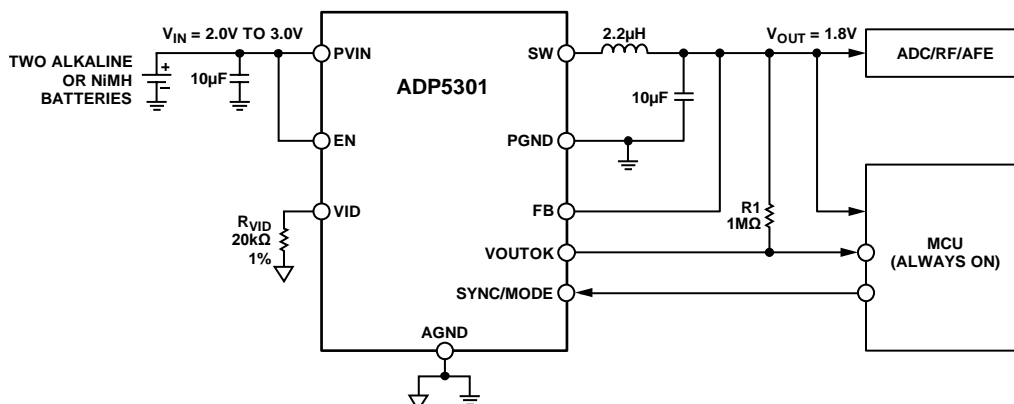 V_IN = 2.0V TO 3.0V
TWO ALKALINE
OR NiMH
BATTERIES
+
–
10µF
PVIN
EN
VID
R_VID
20kΩ
1%
ADP5301
AGND
SW
PGND
FB
VOUTOK
SYNC/MODE
2.2µH
10µF
V_OUT = 1.8V
R1
1MΩ
ADC/RF/AFE
MCU
(ALWAYS ON)